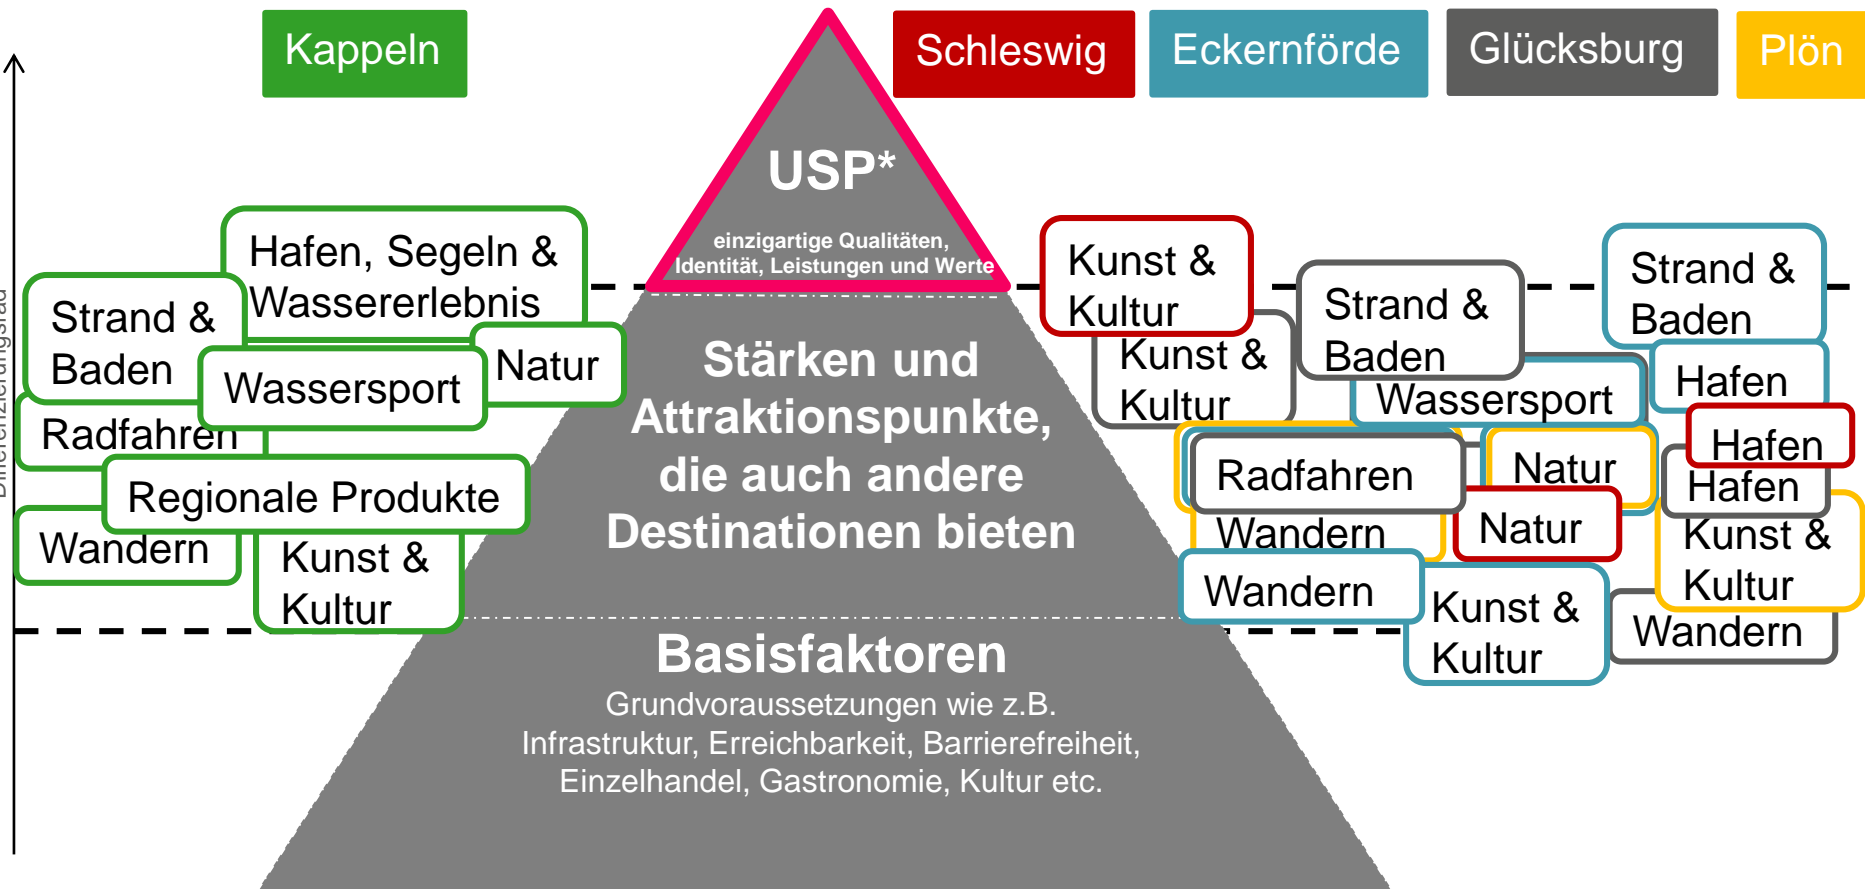 Kappeln
Schleswig
Eckernförde
Glücksburg
Plön
Differenzierungsgrad
Hafen, Segeln &
Wassererlebnis
Strand &
Baden
Natur
Wassersport
Radfahren
Regionale Produkte
Wandern
Kunst &
Kultur
USP*
einzigartige Qualitäten,
Identität, Leistungen und Werte
Stärken und
Attraktionspunkte,
die auch andere
Destinationen bieten
Basisfaktoren
Grundvoraussetzungen wie z.B.
Infrastruktur, Erreichbarkeit, Barrierefreiheit,
Einzelhandel, Gastronomie, Kultur etc.
Kunst &
Kultur
Kunst &
Kultur
Strand &
Baden
Strand &
Baden
Wassersport
Hafen
Hafen
Hafen
Radfahren
Natur
Natur
Wandern
Kunst &
Kultur
Wandern
Kunst &
Kultur
Wandern